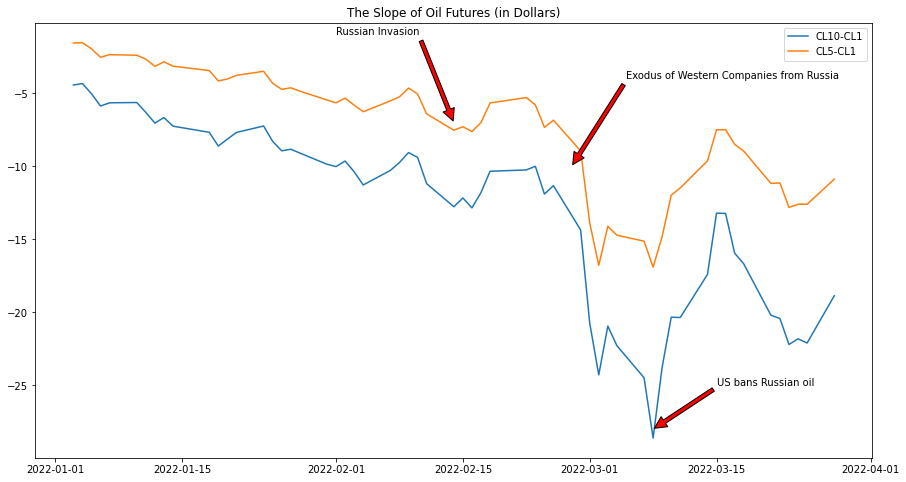 The Slope of Oil Futures (in Dollars)
Russian Invasion
CL10-CL1
CL5-CL1
Exodus of Western Companies from Russia
US bans Russian oil
−5
−10
−15
−20
−25
2022-01-01
2022-01-15
2022-02-01
2022-02-15
2022-03-01
2022-03-15
2022-04-01